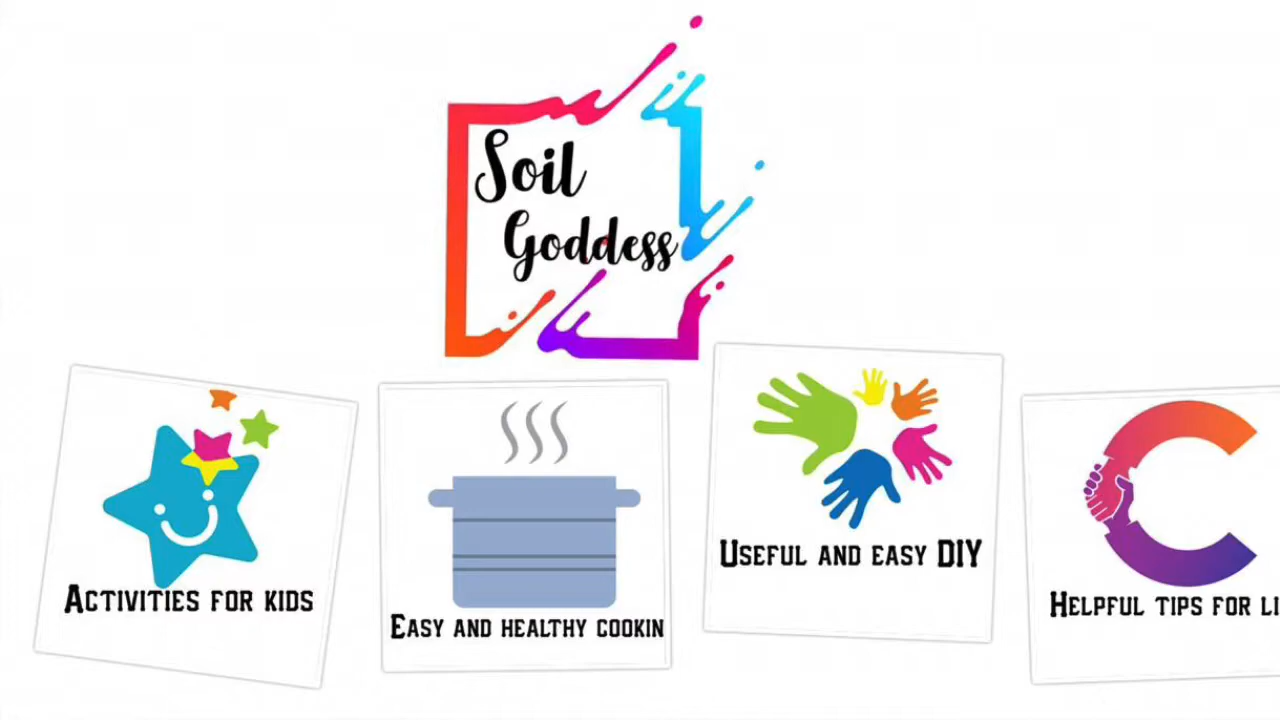 Soil
Goddess
Activities for kids
Easy and healthy cookin
Useful and easy DIY
Helpful tips for li